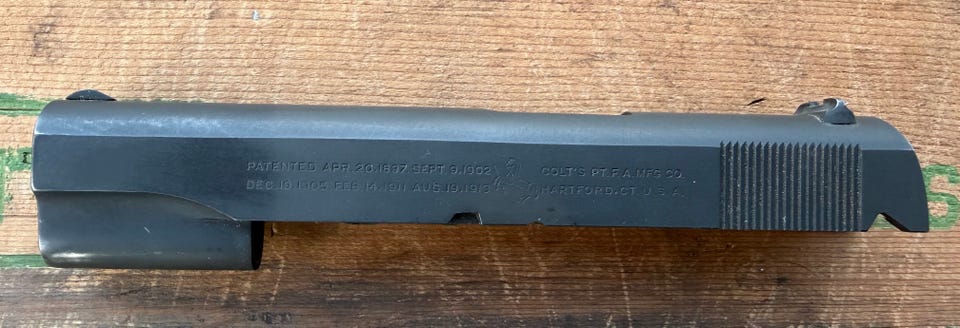 PATENTED APR. 20.1897. SEPT. 9.1902
DEC. 19.1905. FEB. 14.1911 AUG. 19.1913
COLT'S PT. F. A. MFG. CO.
HARTFORD. CT. U. S. A.